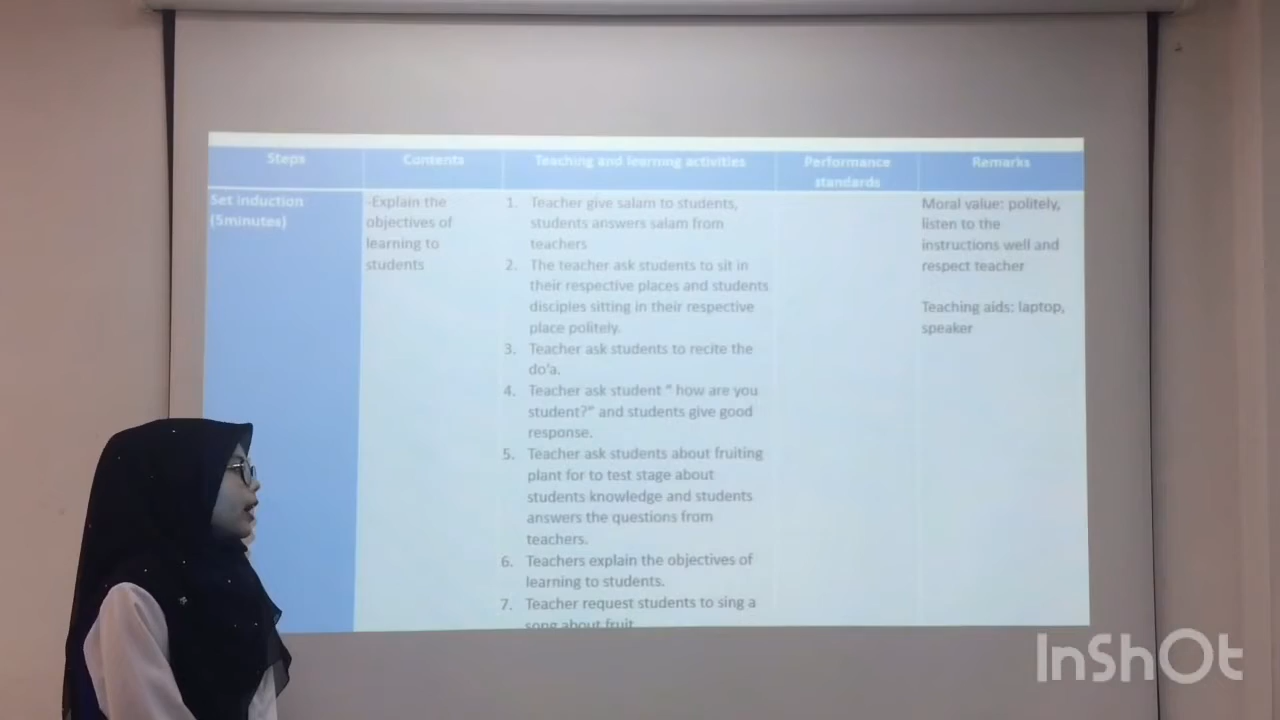 Steps
Contents
Teaching and learning activities
Performance
standards
Remarks
Set induction
(5minutes)
-Explain the
objectives of
learning to
students
1. Teacher give salam to students,
students answers salam from
teachers
2. The teacher ask students to sit in
their respective places and students
disciples sitting in their respective
place politely.
3. Teacher ask students to recite the
do'a.
4. Teacher ask student " how are you
student?" and students give good
response.
5. Teacher ask students about fruiting
plant for to test stage about
students knowledge and students
answers the questions from
teachers.
6. Teachers explain the objectives of
learning to students.
7. Teacher request students to sing a
song about fruit
Moral value: politely,
listen to the
instructions well and
respect teacher
Teaching aids: laptop,
speaker
InShOt